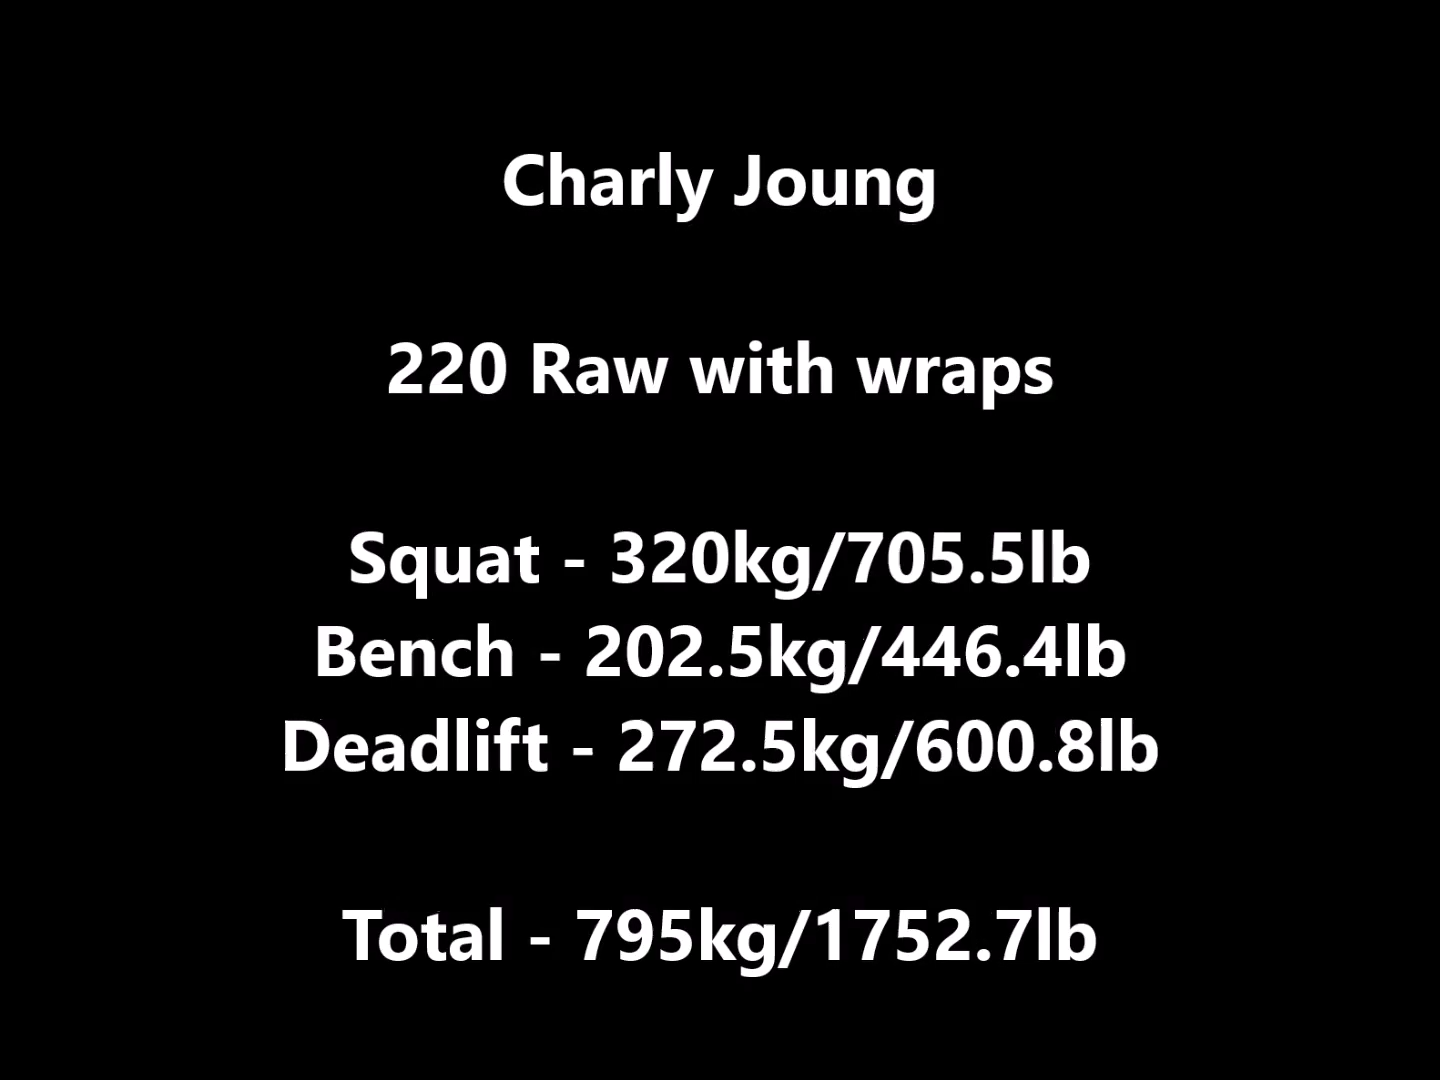 Charly Joung
220 Raw with wraps
Squat - 320kg/705.5lb
Bench - 202.5kg/446.4lb
Deadlift - 272.5kg/600.8lb
Total - 795kg/1752.7lb